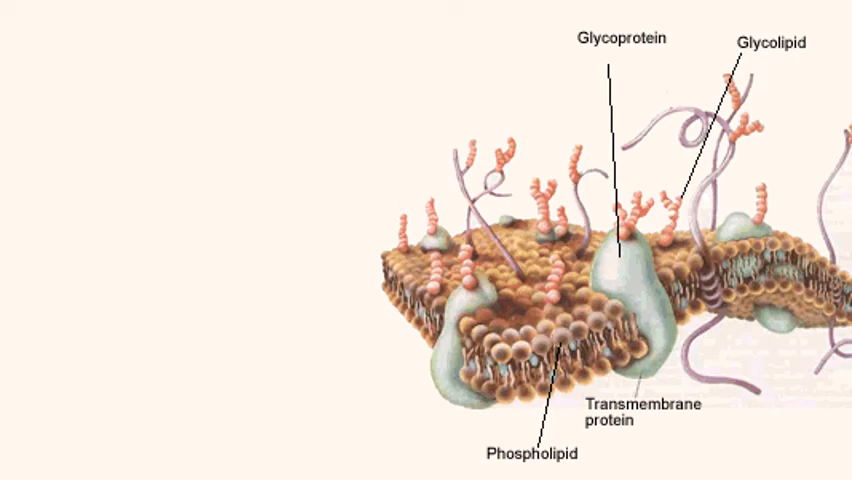 Glycoprotein
Glycolipid
Transmembrane
protein
Phospholipid